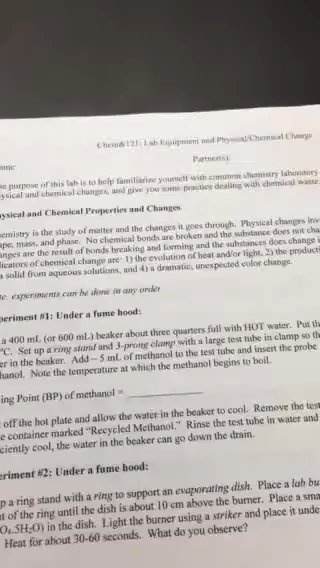 Chem&121: Lab Equipment and Physical/Chemical Change
ame
Partner(s)
e purpose of this lab is to help familiarize yourself with common chemistry laboratory
ysical and chemical changes, and give you some practice dealing with chemical waste.
ysical and Chemical Properties and Changes
emistry is the study of matter and the changes it goes through. Physical changes inv
ape, mass, and phase. No chemical bonds are broken and the substance does not cha
anges are the result of bonds breaking and forming and the substances does change i
licators of chemical change are: 1) the evolution of heat and/or light, 2) the producti
a solid from aqueous solutions, and 4) a dramatic, unexpected color change.
te: experiments can be done in any order
periment #1: Under a fume hood:
a 400 mL (or 600 mL) beaker about three quarters full with HOT water. Put th
°C. Set up a ring stand and 3-prong clamp with a large test tube in clamp so th
er in the beaker. Add ~ 5 mL of methanol to the test tube and insert the probe
hanol. Note the temperature at which the methanol begins to boil.
ing Point (BP) of methanol =
off the hot plate and allow the water in the beaker to cool. Remove the test
e container marked "Recycled Methanol." Rinse the test tube in water and
ciently cool, the water in the beaker can go down the drain.
eriment #2: Under a fume hood:
p a ring stand with a ring to support an evaporating dish. Place a lab bu
t of the ring until the dish is about 10 cm above the burner. Place a sma
O₄.5H₂O) in the dish. Light the burner using a striker and place it unde
Heat for about 30-60 seconds. What do you observe?